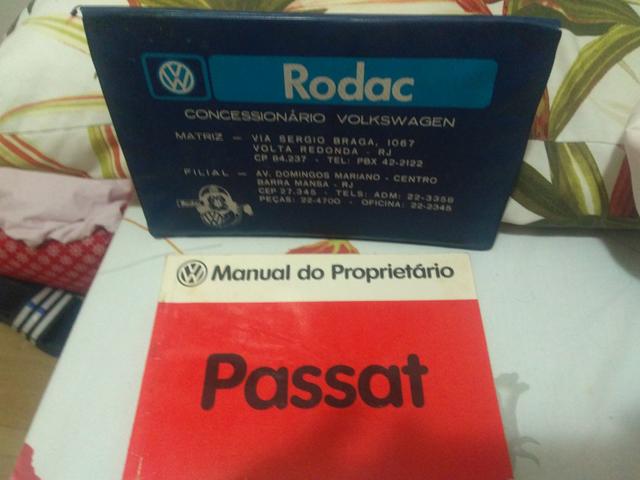 Rodac
CONCESSIONÁRIO VOLKSWAGEN
MATRIZ — VIA SERGIO BRAGA, 1067
VOLTA REDONDA - RJ
CP 84.237 • TEL: PBX 42-2122
FILIAL — AV. DOMINGOS MARIANO - CENTRO
BARRA MANSA - RJ
CEP 27.345 • TELS: ADM: 22-3358
PEÇAS: 22-4700 • OFICINA: 22-2345
Manual do Proprietário
Passat